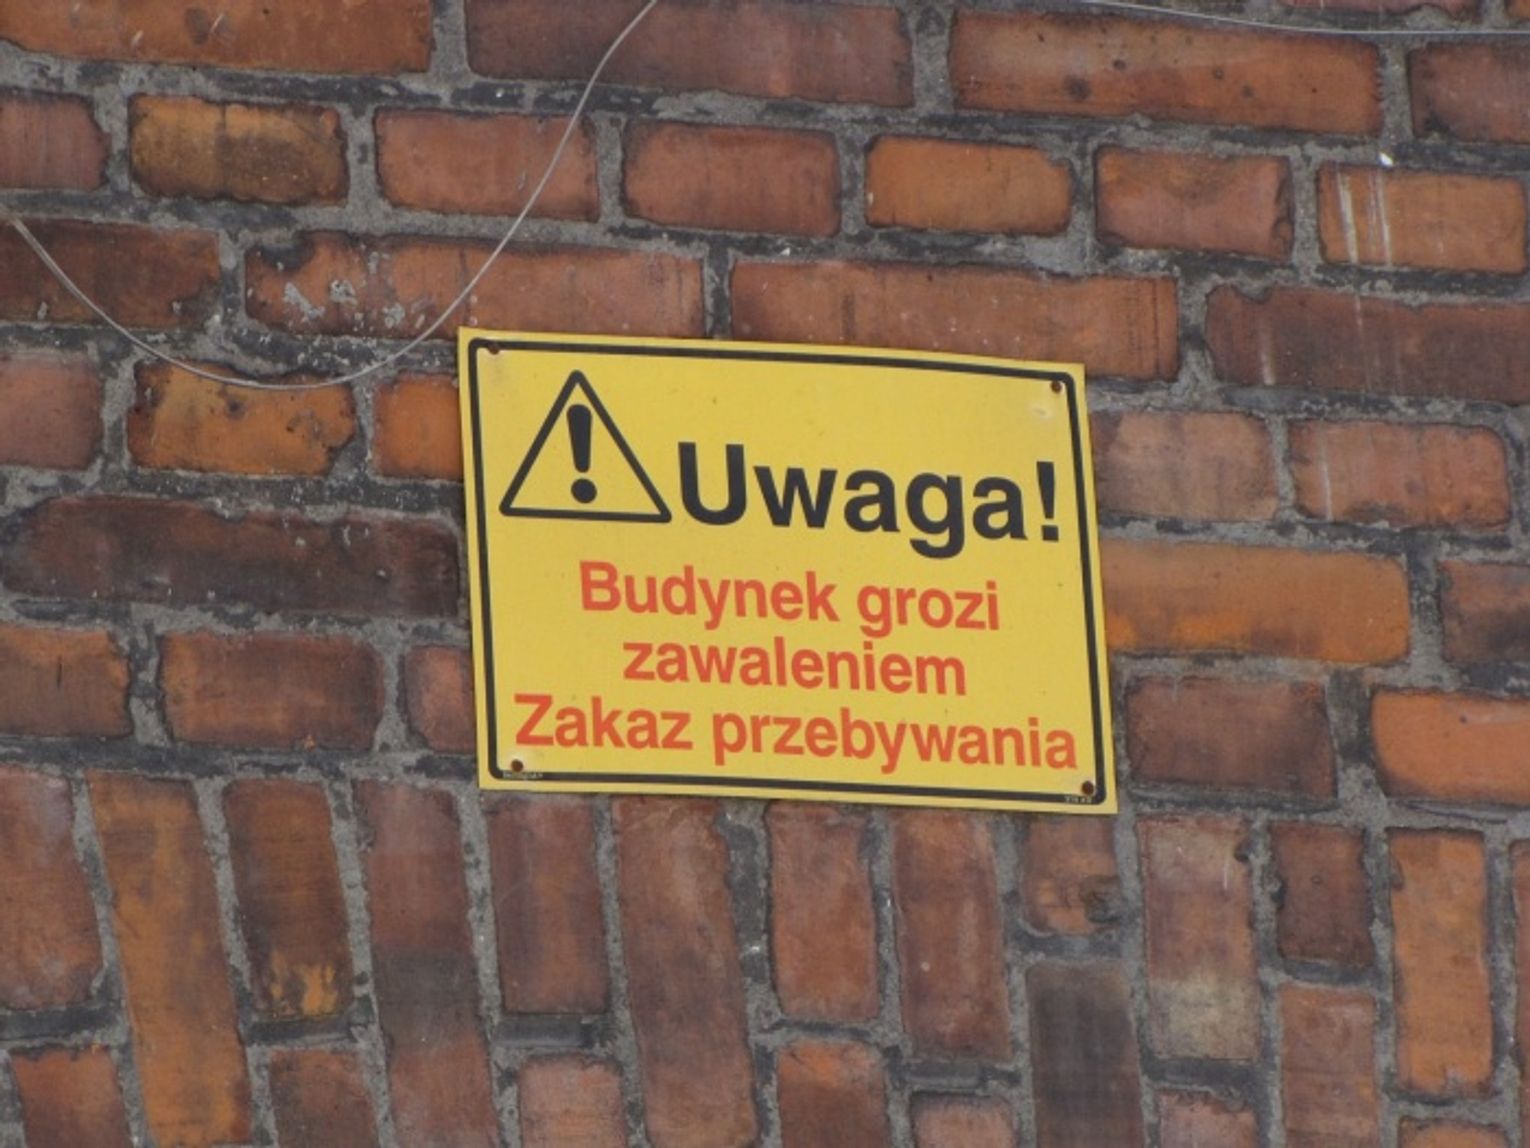 Uwaga!
Budynek grozi
zawaleniem
Zakaz przebywania